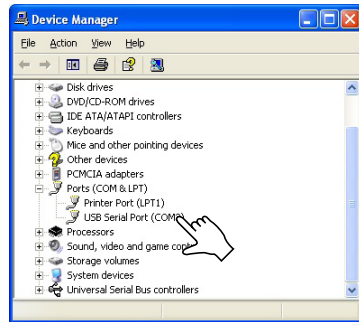 Device Manager
File Action View Help
Disk drives
DVD/CD-ROM drives
IDE ATA/ATAPI controllers
Keyboards
Mice and other pointing devices
Other devices
PCMCIA adapters
Ports (COM & LPT)
Printer Port (LPT1)
USB Serial Port
Processors
Sound, video and game
Storage volumes
System devices
Universal Serial Bus controllers